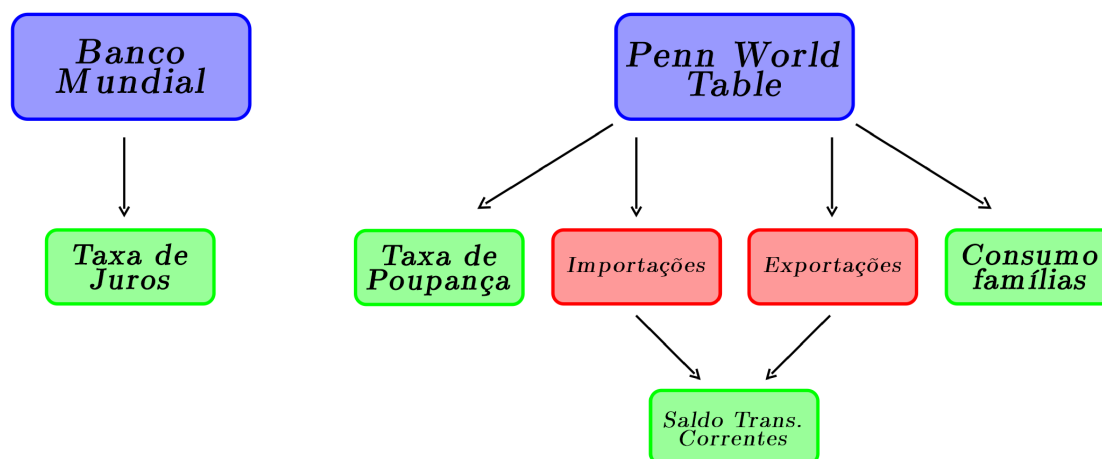 Banco
Mundial
Penn World
Table
Taxa de
Juros
Taxa de
Poupança
Importações
Exportações
Consumo
famílias
Saldo Trans.
Correntes